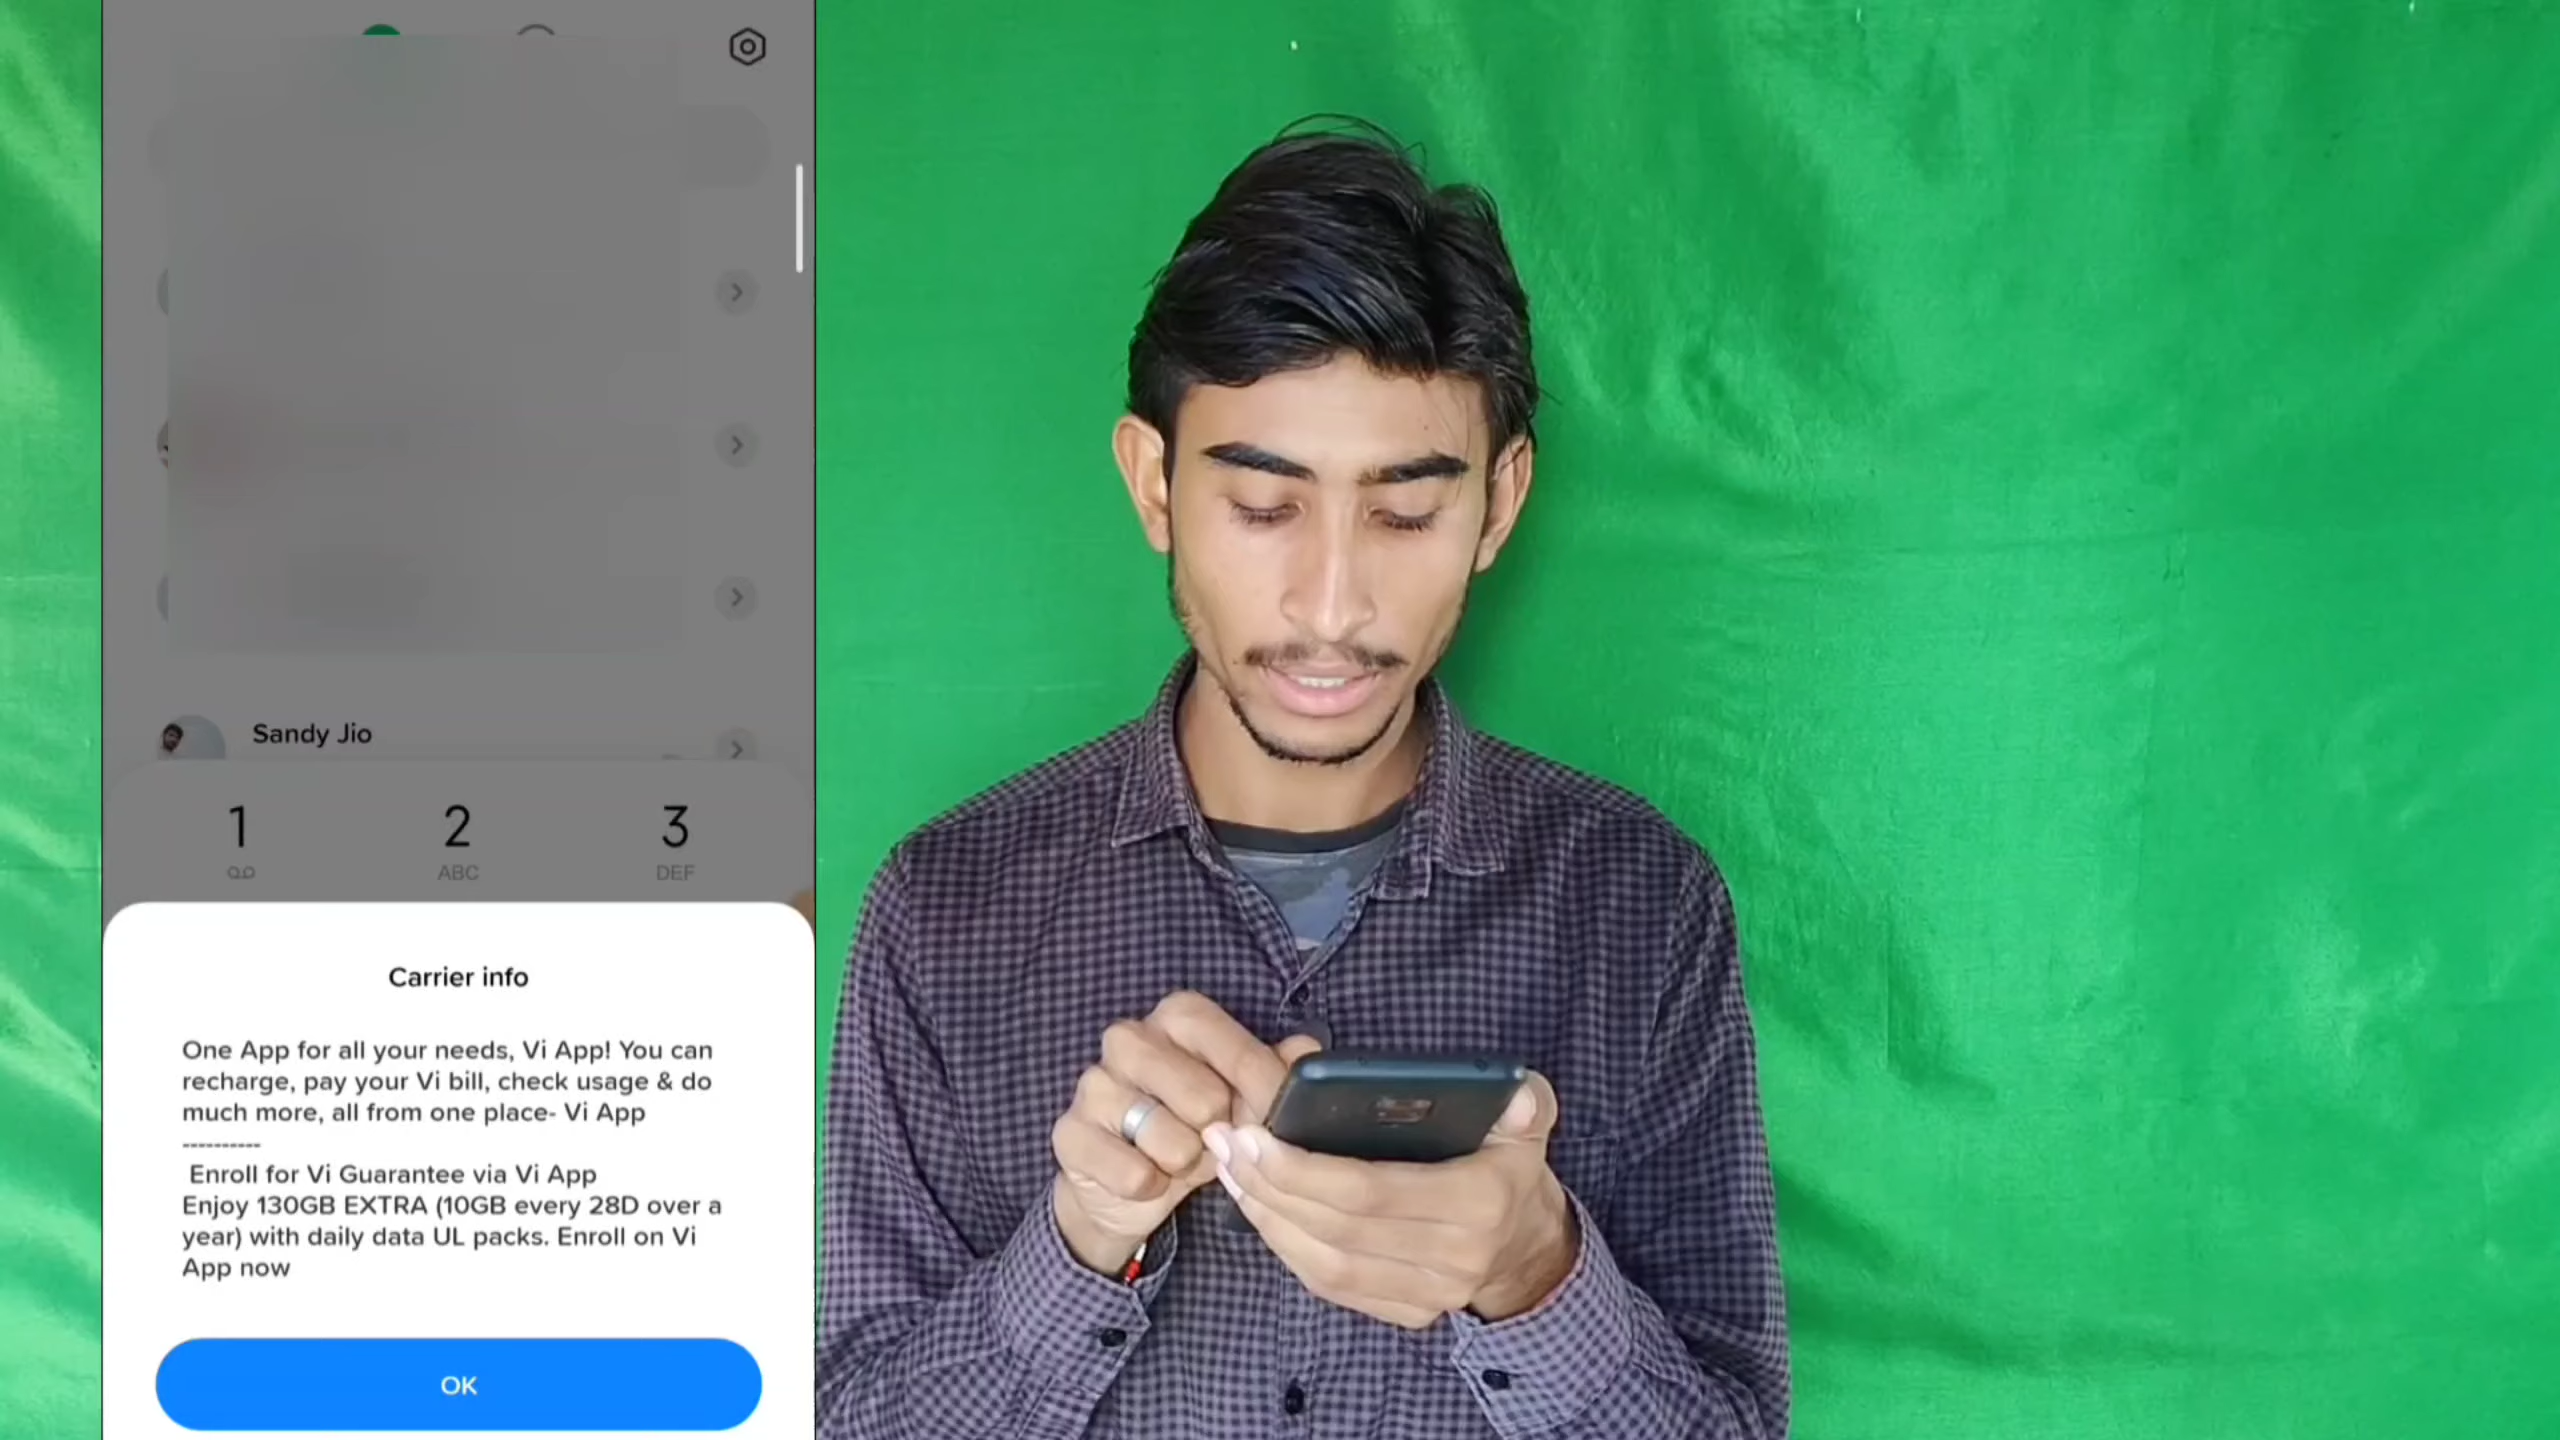 Sandy Jio
1 2 3
ABC DEF
Carrier info
One App for all your needs, Vi App! You can
recharge, pay your Vi bill, check usage & do
much more, all from one place- Vi App
----------
Enroll for Vi Guarantee via Vi App
Enjoy 130GB EXTRA (10GB every 28D over a
year) with daily data UL packs. Enroll on Vi
App now
OK